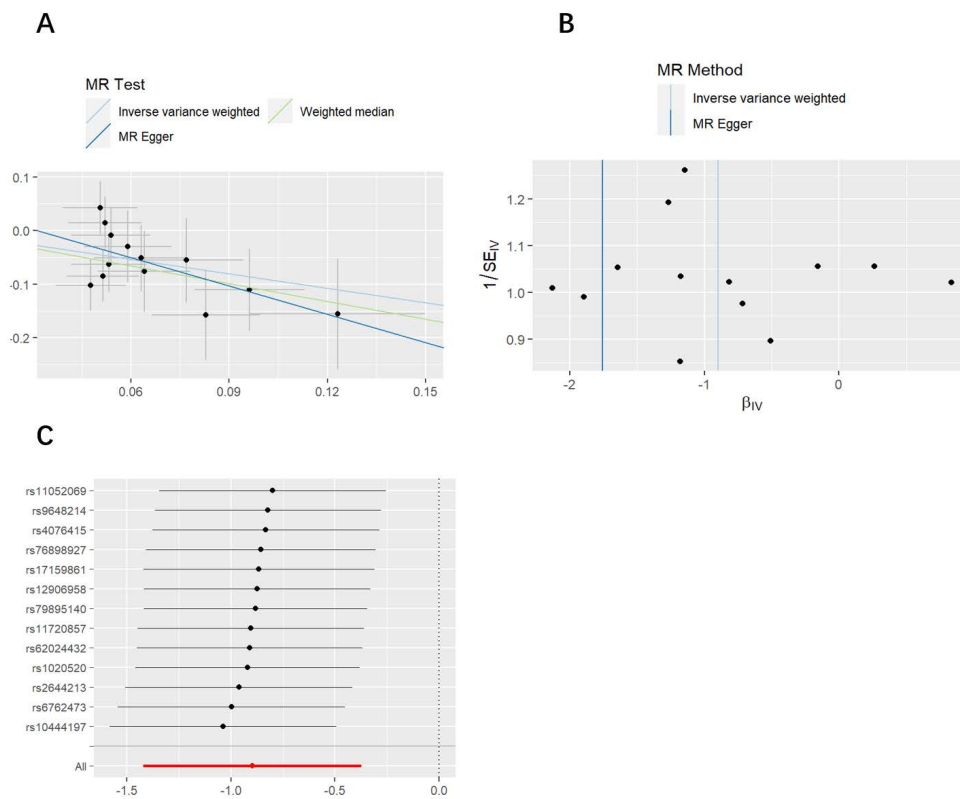 A
MR Test
Inverse variance weighted
Weighted median
MR Egger
0.1
0.0
-0.1
-0.2
0.06
0.09
0.12
0.15
B
MR Method
Inverse variance weighted
MR Egger
1/SE_IV
1.2
1.1
1.0
0.9
-2
-1
0
β_IV
C
rs11052069
rs9648214
rs4076415
rs76898927
rs17159861
rs12906958
rs79895140
rs11720857
rs62024432
rs1020520
rs2644213
rs6762473
rs10444197
All
-1.5
-1.0
-0.5
0.0